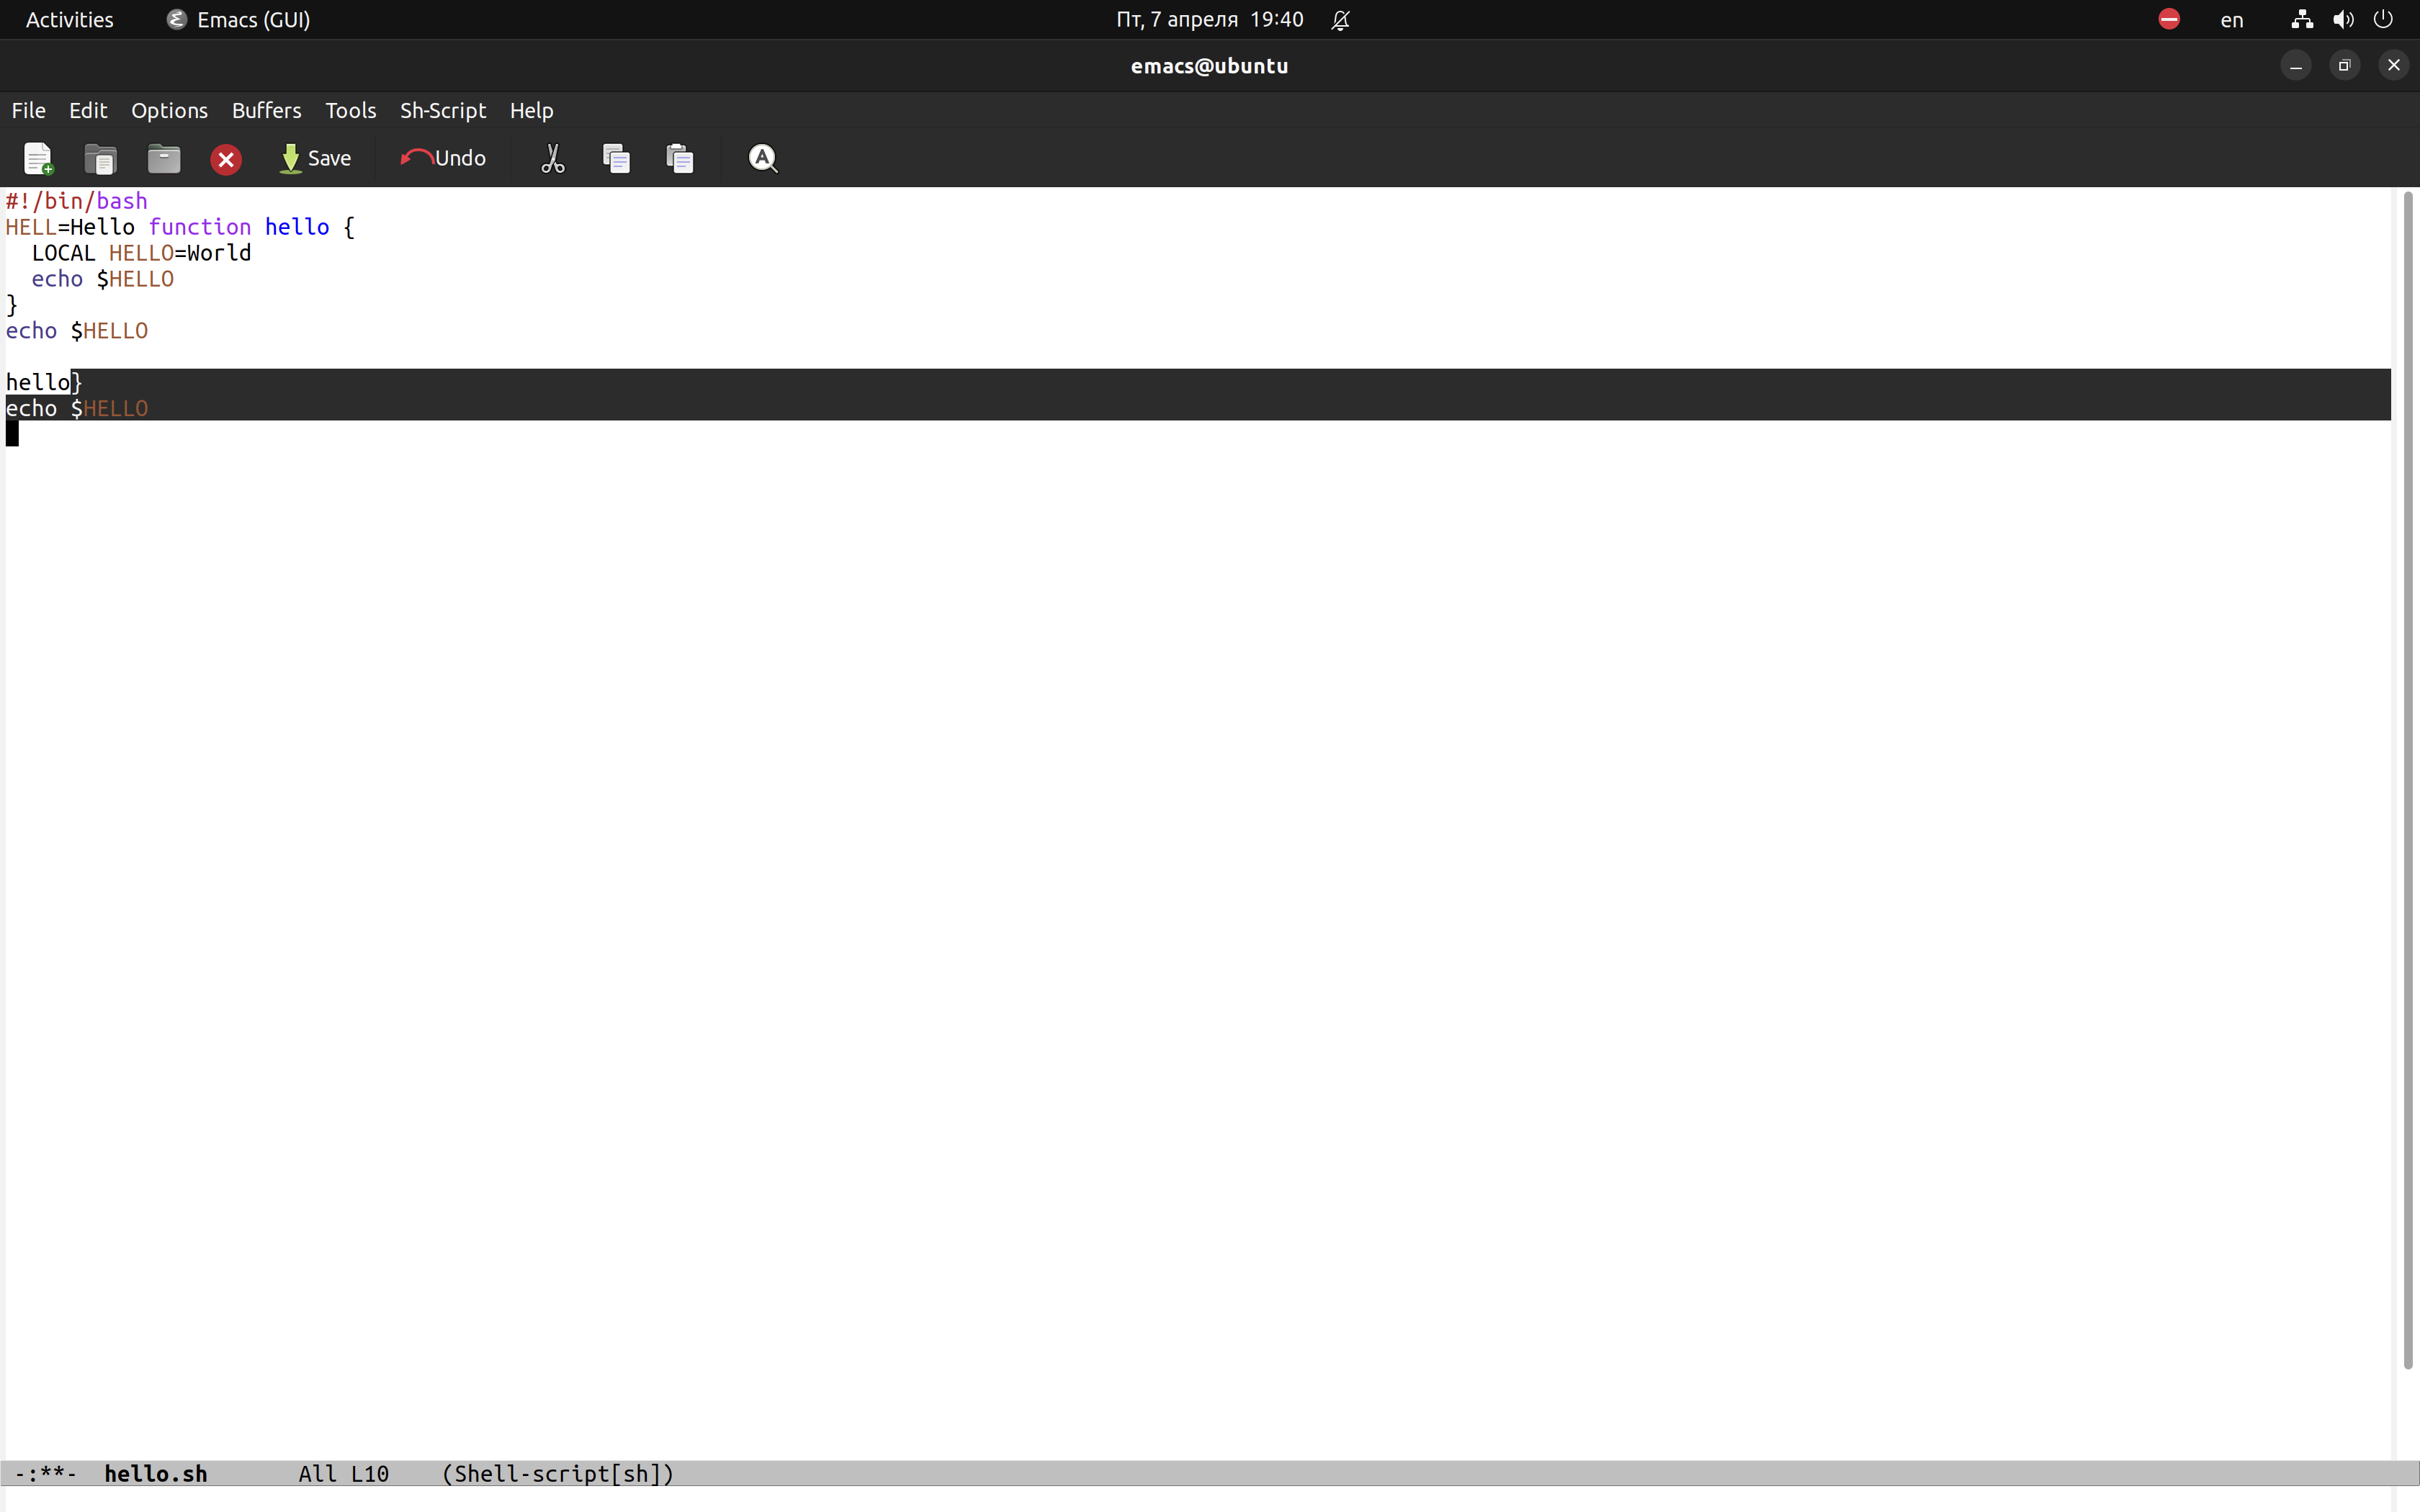 Activities Emacs (GUI) Пт, 7 апреля 19:40 en
emacs@ubuntu
File Edit Options Buffers Tools Sh-Script Help
Save Undo
#!/bin/bash
HELL=Hello function hello {
  LOCAL HELLO=World
  echo $HELLO
}
echo $HELLO

hello}
echo $HELLO
-:**- hello.sh All L10 (Shell-script[sh])